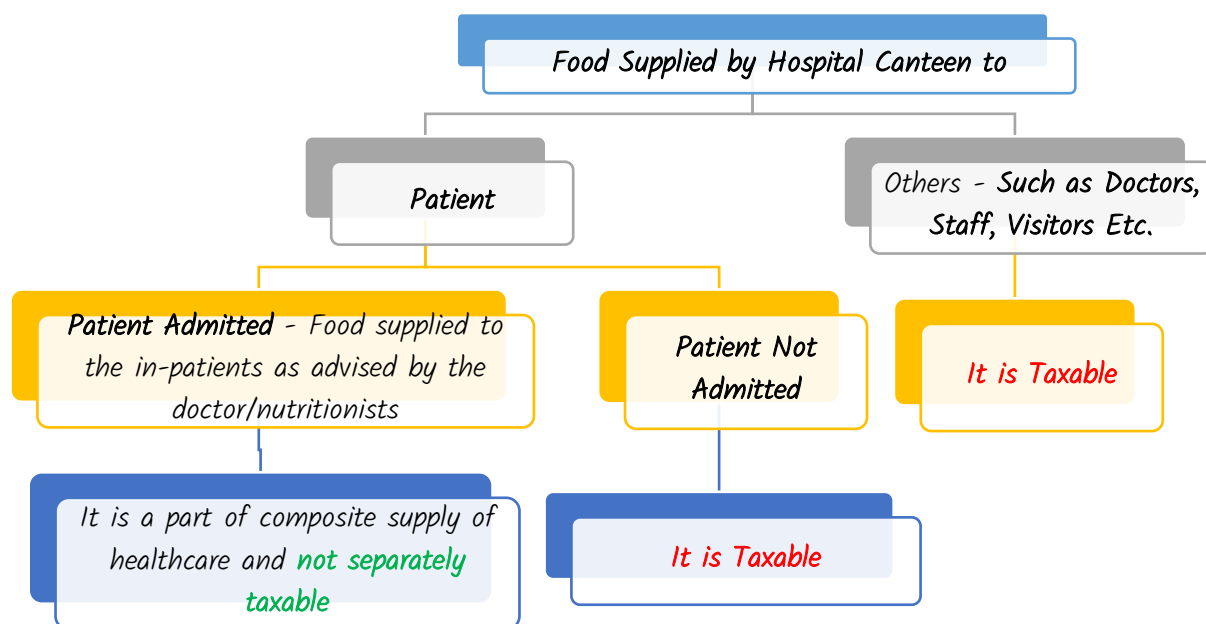 Food Supplied by Hospital Canteen to
Patient
Others - Such as Doctors,
Staff, Visitors Etc.
Patient Admitted - Food supplied to
the in-patients as advised by the
doctor/nutritionists
Patient Not
Admitted
It is Taxable
It is a part of composite supply of
healthcare and not separately
taxable
It is Taxable